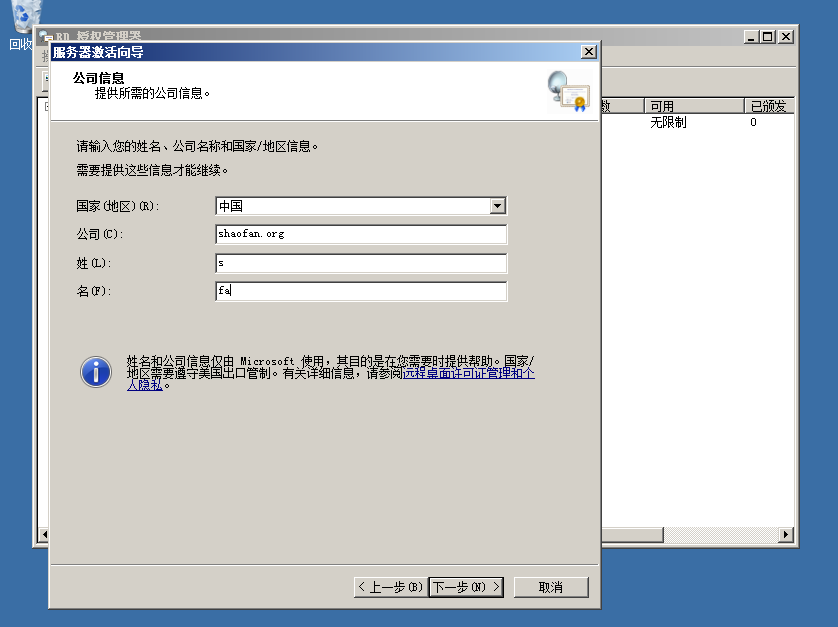 回收
RD 授权管理器
服务器激活向导
公司信息
提供所需的公司信息。
数
可用
已颁发
无限制
0
请输入您的姓名、公司名称和国家/地区信息。
需要提供这些信息才能继续。
国家(地区)(R):
中国
公司(C):
shaofan.org
姓(L):
s
名(F):
fa
姓名和公司信息仅由 Microsoft 使用，其目的是在您需要时提供帮助。国家/
地区需要遵守美国出口管制。有关详细信息，请参阅远程桌面许可证管理和个
人隐私。
< 上一步(B)
下一步(N) >
取消